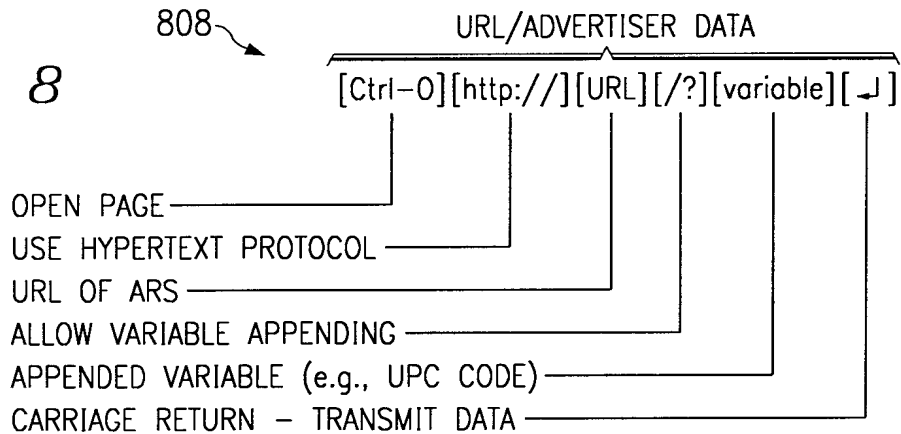 808
URL/ADVERTISER DATA
8
[Ctrl-O][http://][URL][/?][variable][↵]
OPEN PAGE
USE HYPERTEXT PROTOCOL
URL OF ARS
ALLOW VARIABLE APPENDING
APPENDED VARIABLE (e.g., UPC CODE)
CARRIAGE RETURN - TRANSMIT DATA